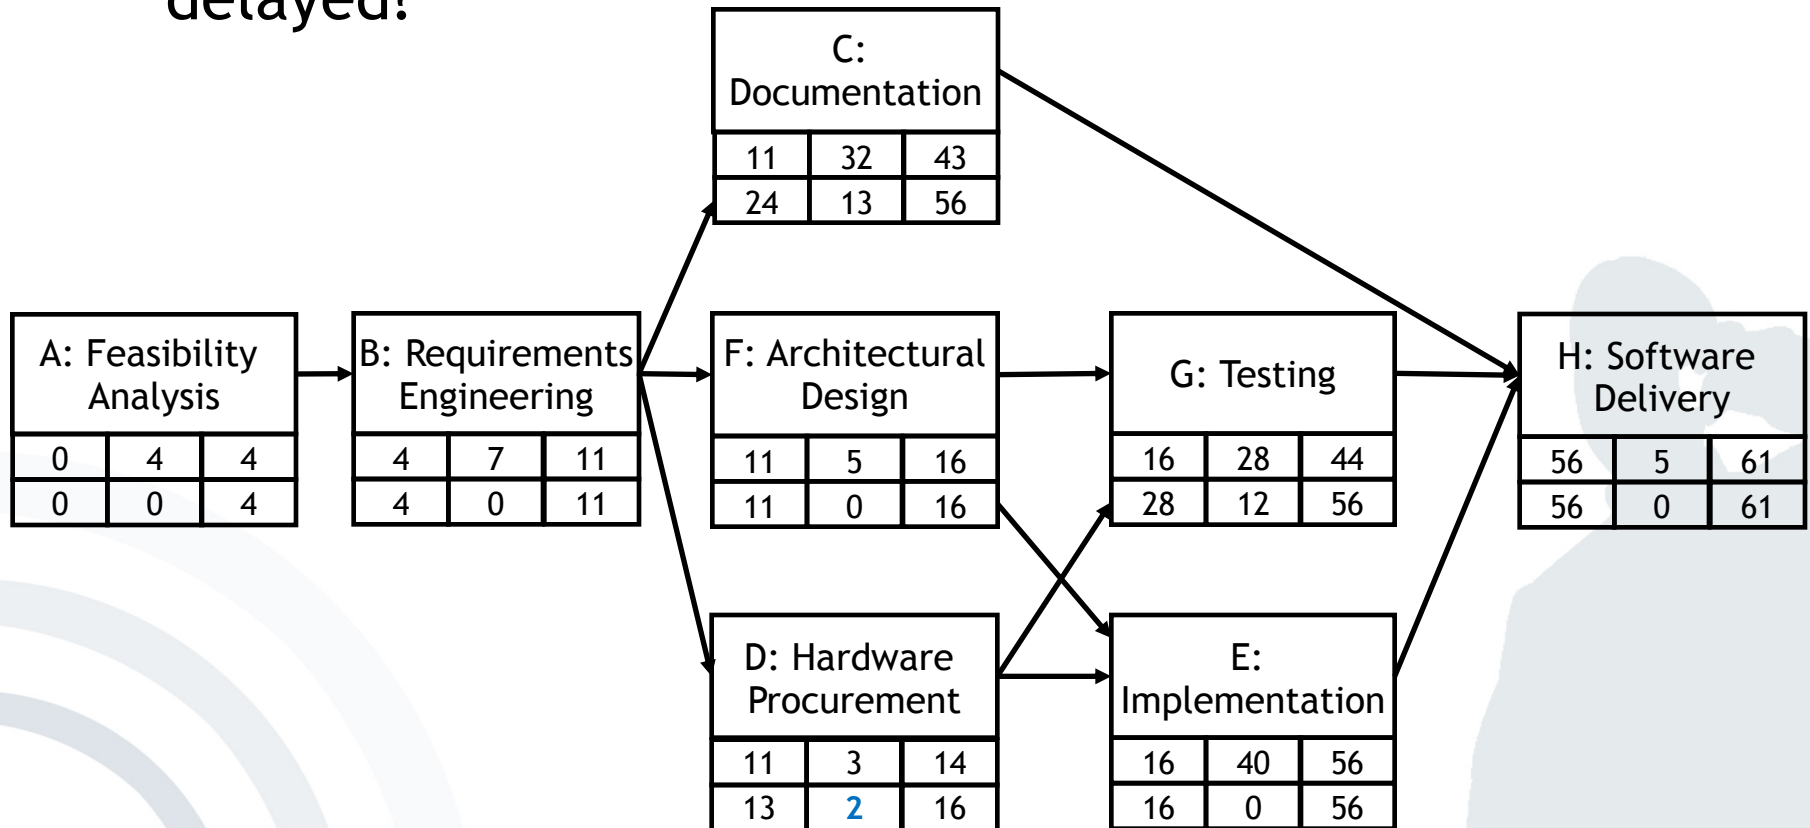 delayed!
C:
Documentation
11 32 43
24 13 56
A: Feasibility
Analysis
0 4 4
0 0 4
B: Requirements
Engineering
4 7 11
4 0 11
F: Architectural
Design
11 5 16
11 0 16
G: Testing
16 28 44
28 12 56
H: Software
Delivery
56 5 61
56 0 61
D: Hardware
Procurement
11 3 14
13 2 16
E:
Implementation
16 40 56
16 0 56